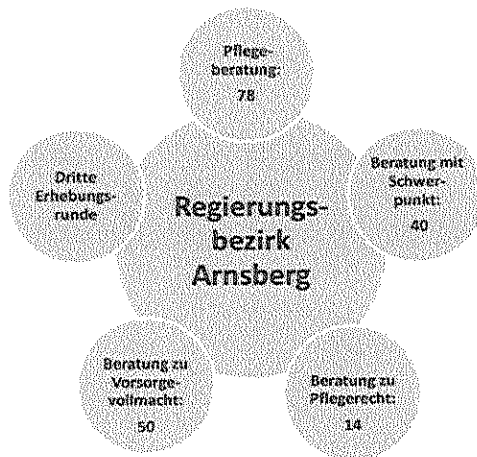 Pflege-
beratung:
78
Beratung mit
Schwer-
punkt:
40
Dritte
Erhebungs-
runde
Regierungs-
bezirk
Arnsberg
Beratung zu
Vorsorge-
vollmacht:
50
Beratung zu
Pflegerecht:
14